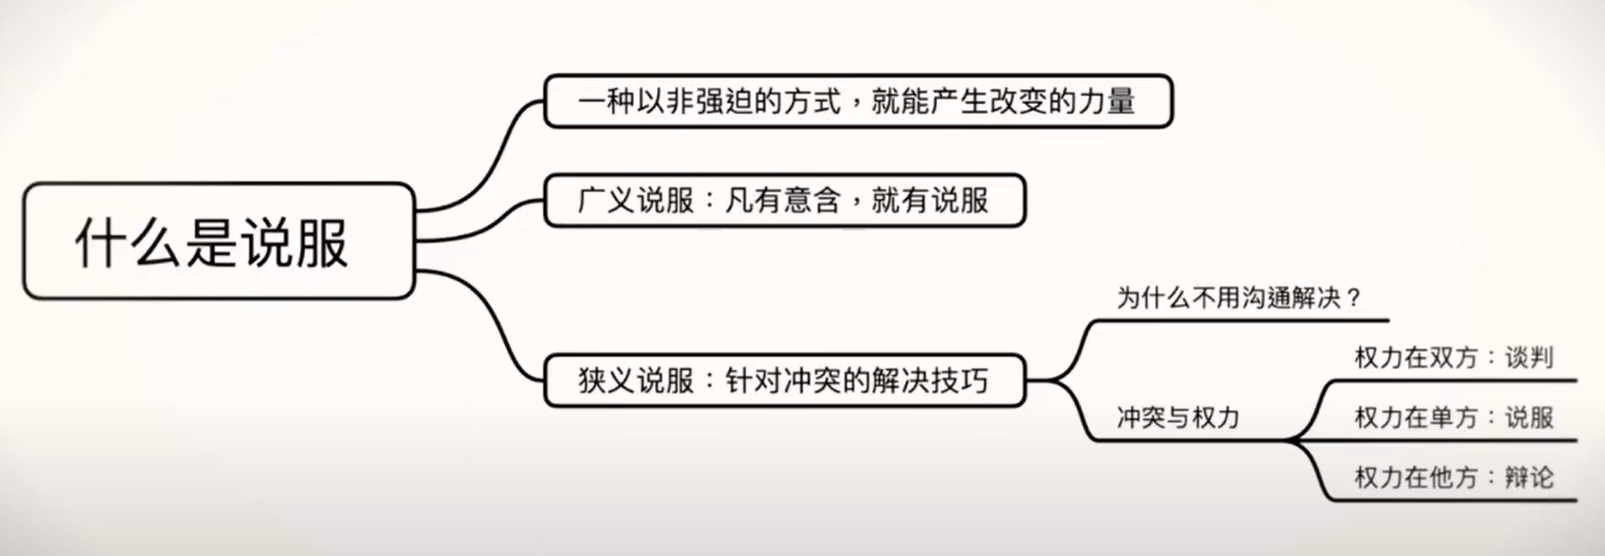 什么是说服
一种以非强迫的方式，就能产生改变的力量
广义说服：凡有意含，就有说服
狭义说服：针对冲突的解决技巧
为什么不用沟通解决？
冲突与权力
权力在双方：谈判
权力在单方：说服
权力在他方：辩论